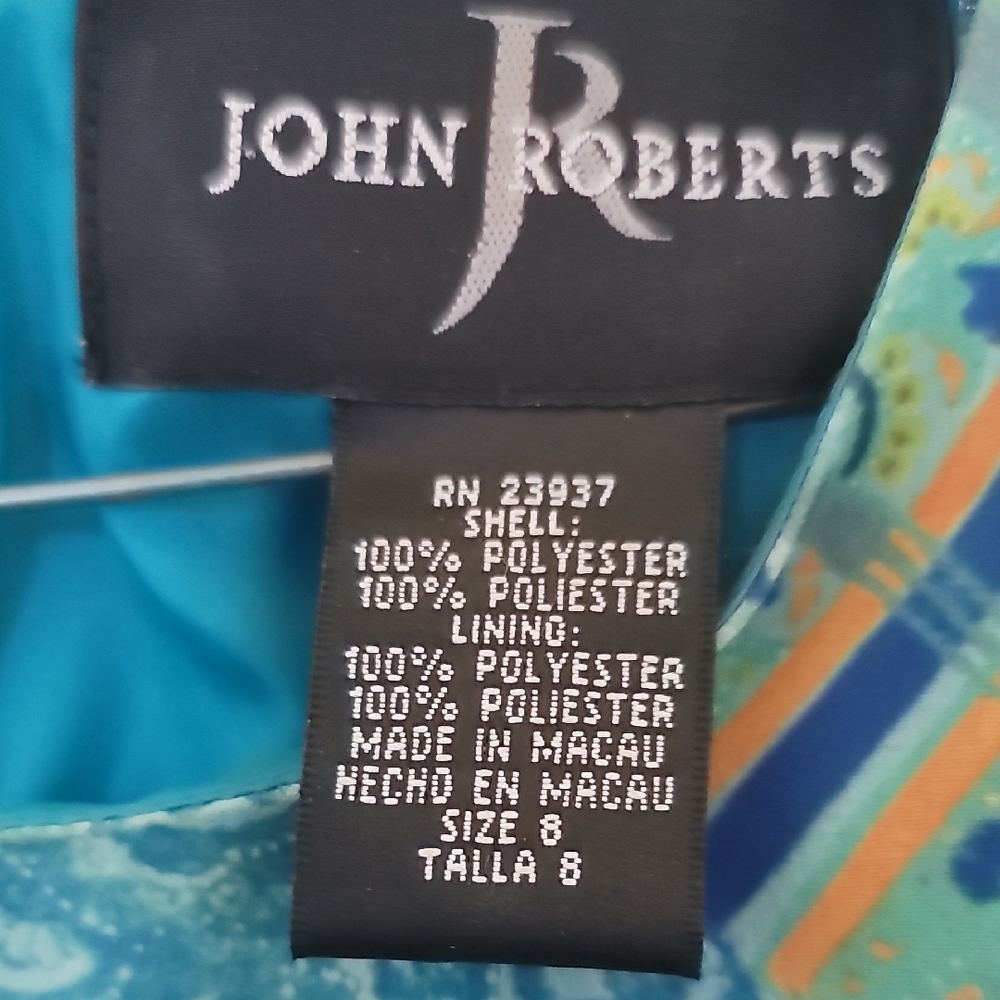 JOHN ROBERTS
JR
RN 23937
SHELL:
100% POLYESTER
100% POLIESTER
LINING:
100% POLYESTER
100% POLIESTER
MADE IN MACAU
HECHO EN MACAU
SIZE 8
TALLA 8